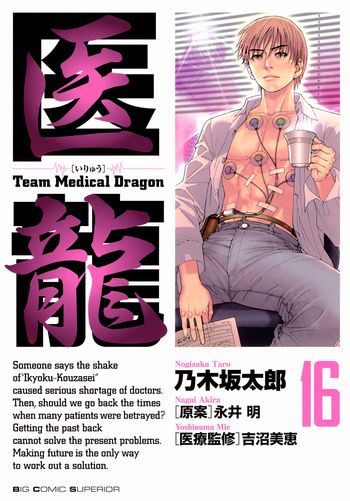 医龍
［いりゅう］
Team Medical Dragon
Someone says the shake
of "Ikyoku-Kouzasei"
caused serious shortage of doctors.
Then, should we go back the times
when many patients were betrayed?
Getting the past back
cannot solve the present problems.
Making future is the only way
to work out a solution.
BIG COMIC SUPERIOR
Nogizaka Taro
乃木坂太郎
Nagai Akira
［原案］永井 明
Yoshinuma Mie
［医療監修］吉沼美恵
16